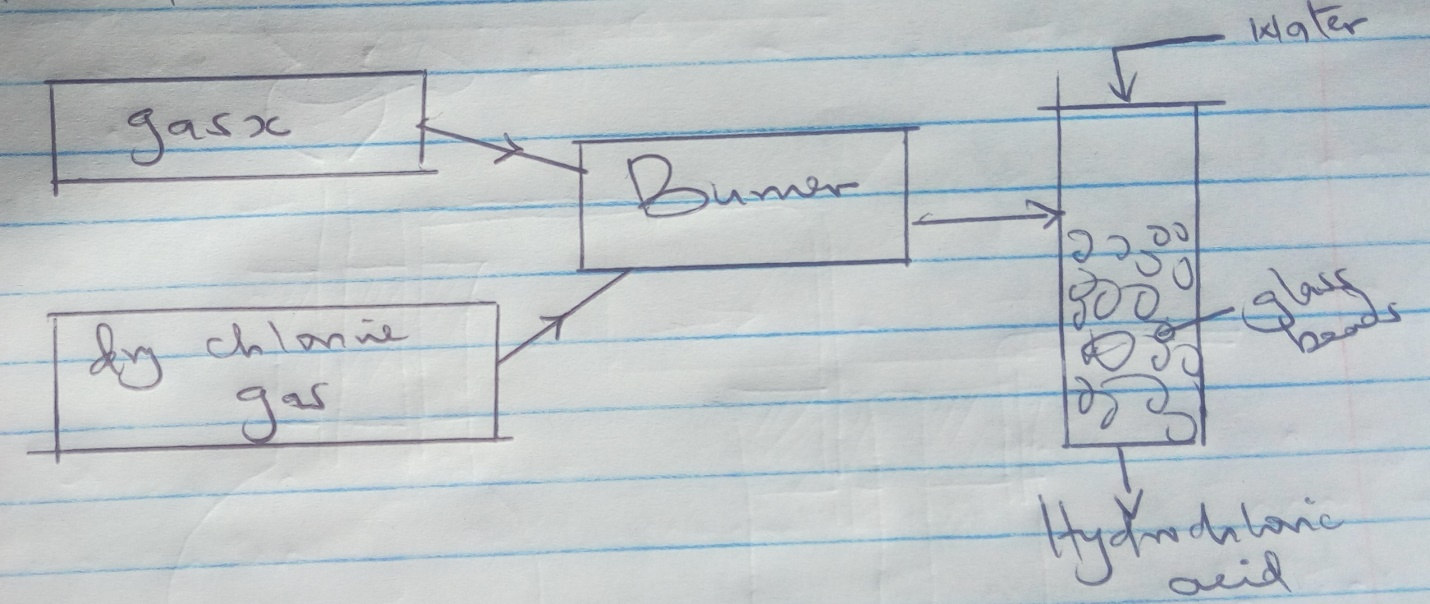 Water
gas x
Burner
dry chlorine
gas
glass
beads
Hydrochloric
acid